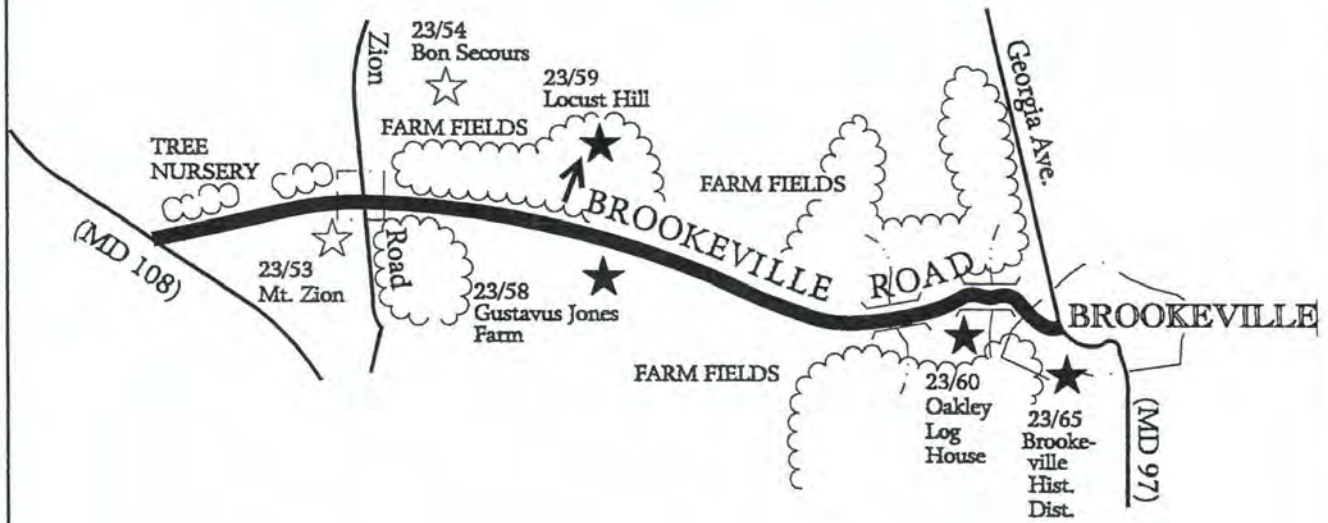 23/54
Bon Secours
Zion
Road
23/59
Locust Hill
Georgia Ave.
TREE
NURSERY
FARM FIELDS
FARM FIELDS
BROOKEVILLE ROAD
(MD 108)
23/53
Mt. Zion
23/58
Gustavus Jones
Farm
BROOKEVILLE
FARM FIELDS
23/60
Oakley
Log
House
23/65
Brooke-
ville
Hist.
Dist.
(MD 97)